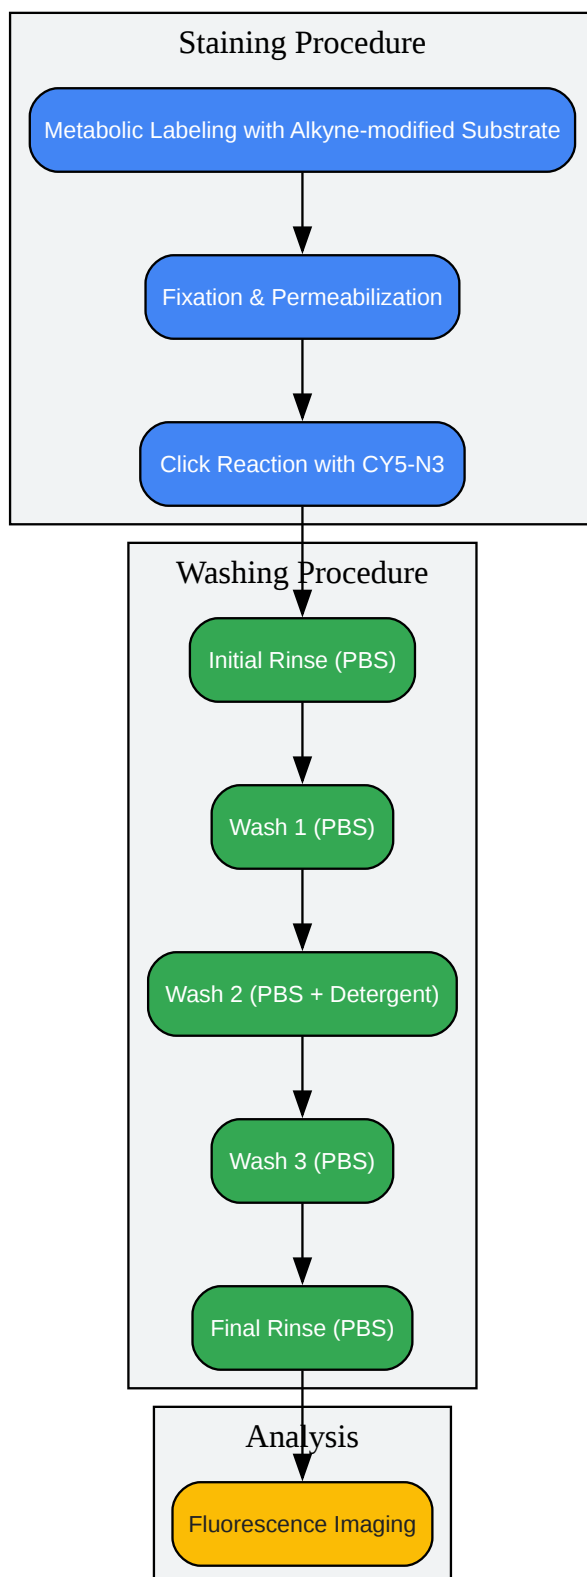 Staining Procedure
Metabolic Labeling with Alkyne-modified Substrate
Fixation & Permeabilization
Click Reaction with CY5-N3
Washing Procedure
Initial Rinse (PBS)
Wash 1 (PBS)
Wash 2 (PBS + Detergent)
Wash 3 (PBS)
Final Rinse (PBS)
Analysis
Fluorescence Imaging